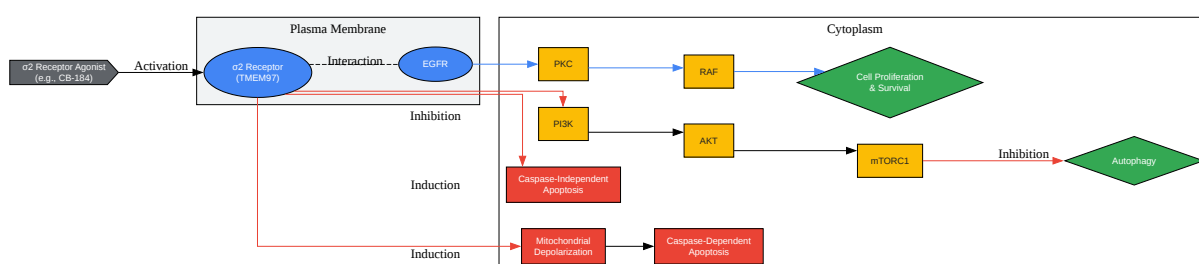 Plasma Membrane
Cytoplasm
σ2 Receptor Agonist
(e.g., CB-184)
Activation
σ2 Receptor
(TMEM97)
Interaction
EGFR
PKC
RAF
Cell Proliferation
& Survival
Inhibition
PI3K
AKT
mTORC1
Inhibition
Autophagy
Induction
Caspase-Independent
Apoptosis
Induction
Mitochondrial
Depolarization
Caspase-Dependent
Apoptosis